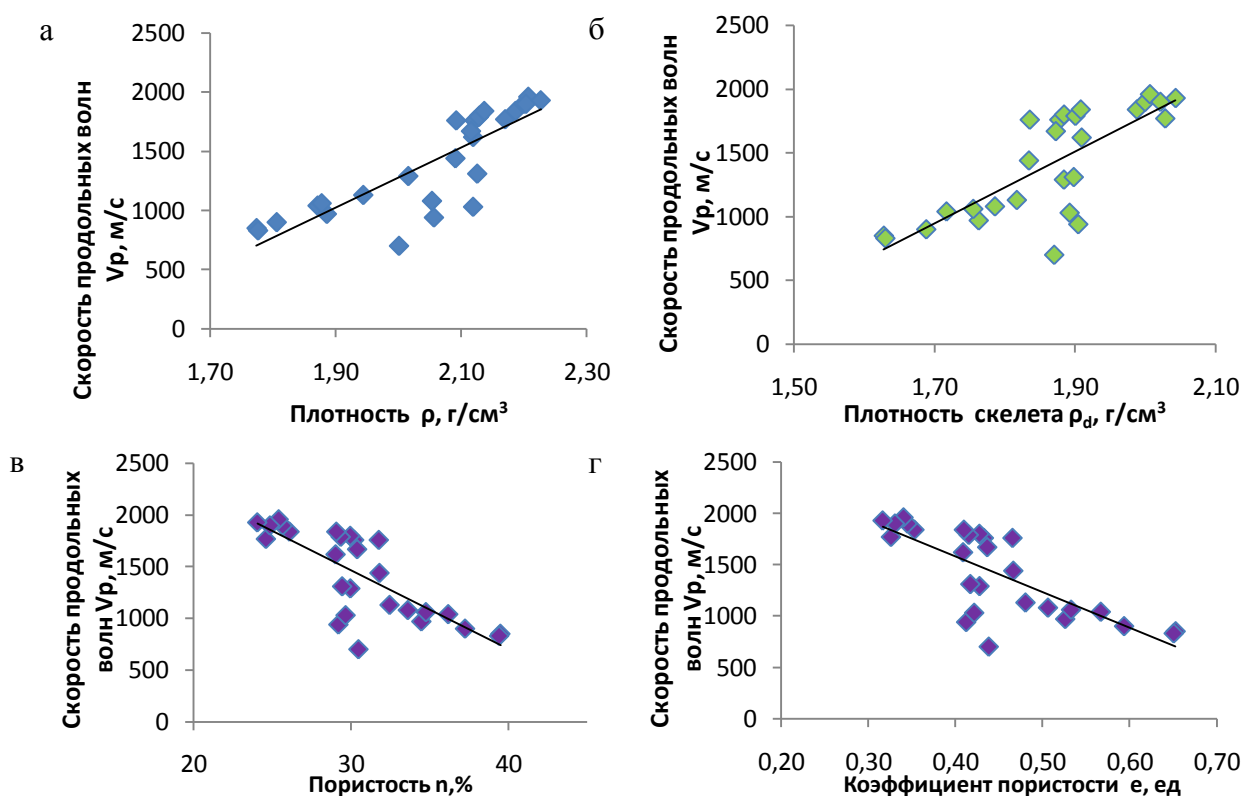 а
Скорость продольных волн
Vp, м/с
2500
2000
1500
1000
500
0
1,70 1,90 2,10 2,30
Плотность ρ, г/см³
б
Скорость продольных волн
Vp, м/с
2500
2000
1500
1000
500
0
1,50 1,70 1,90 2,10
Плотность скелета ρd, г/см³
в
Скорость продольных
волн Vp, м/с
2500
2000
1500
1000
500
0
20 30 40
Пористость n,%
г
Скорость продольных
волн Vp, м/с
2500
2000
1500
1000
500
0
0,20 0,30 0,40 0,50 0,60 0,70
Коэффициент пористости е, ед